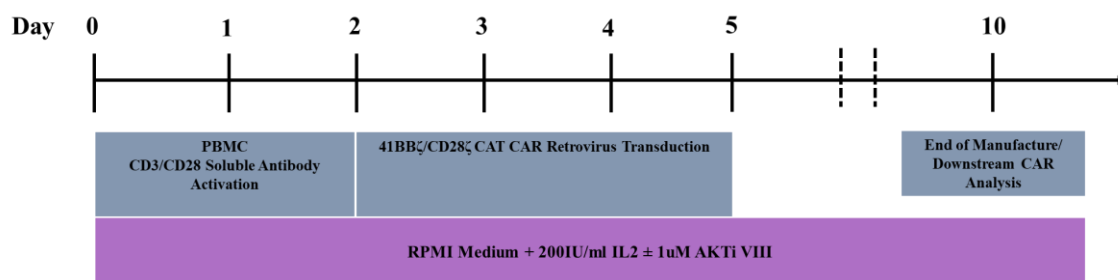 Day 0 1 2 3 4 5 10
PBMC
CD3/CD28 Soluble Antibody
Activation
41BBζ/CD28ζ CAT CAR Retrovirus Transduction
End of Manufacture/
Downstream CAR
Analysis
RPMI Medium + 200IU/ml IL2 ± 1uM AKTi VIII